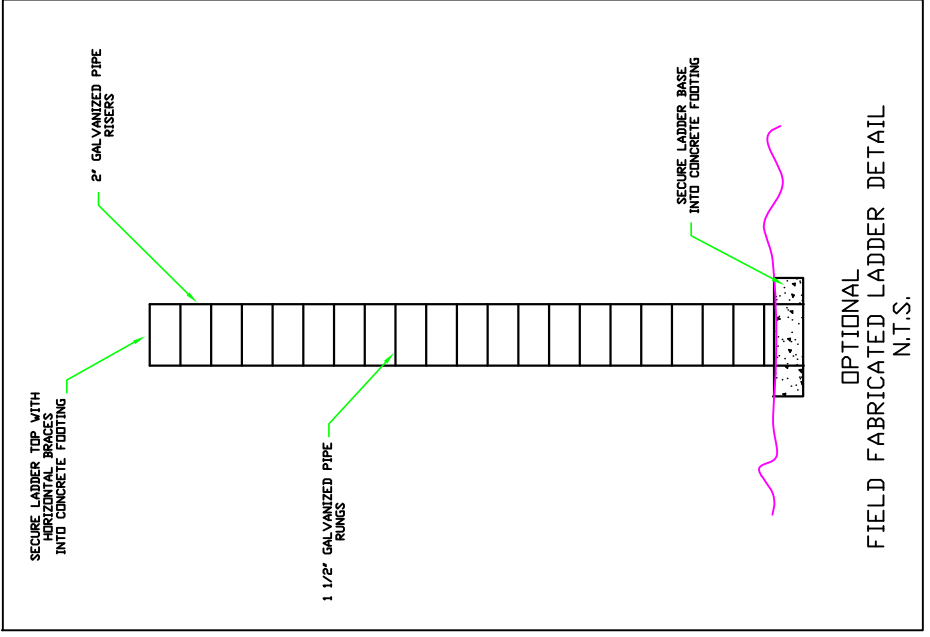 SECURE LADDER TOP WITH
HORIZONTAL BRACES
INTO CONCRETE FOOTING
2" GALVANIZED PIPE
RISERS
1 1/2" GALVANIZED PIPE
RUNGS
SECURE LADDER BASE
INTO CONCRETE FOOTING
OPTIONAL
FIELD FABRICATED LADDER DETAIL
N.T.S.